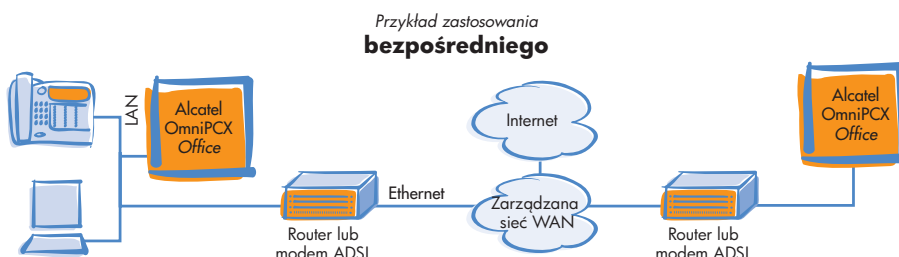 Przykład zastosowania
bezpośredniego
LAN
Alcatel
OmniPCX
Office
Internet
Alcatel
OmniPCX
Office
Ethernet
Zarządzana
sieć WAN
Router lub
modem ADSL
Router lub
modem ADSL